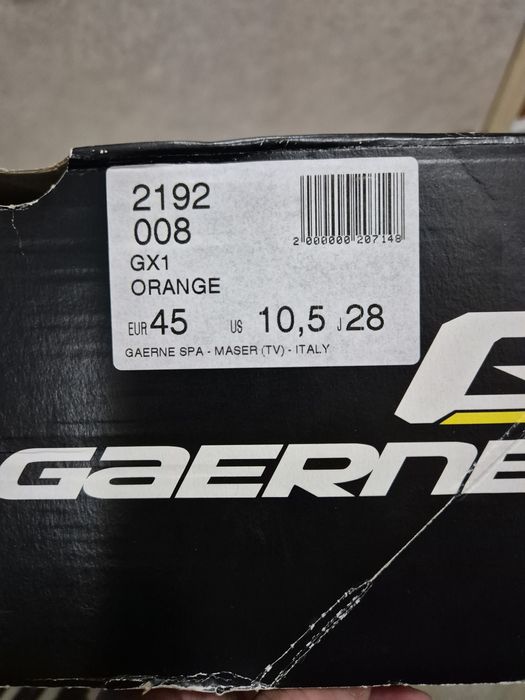 2192
008
GX1
ORANGE
2 000000 207148
EUR 45 US 10,5 J 28
GAERNE SPA - MASER (TV) - ITALY
GAERNE